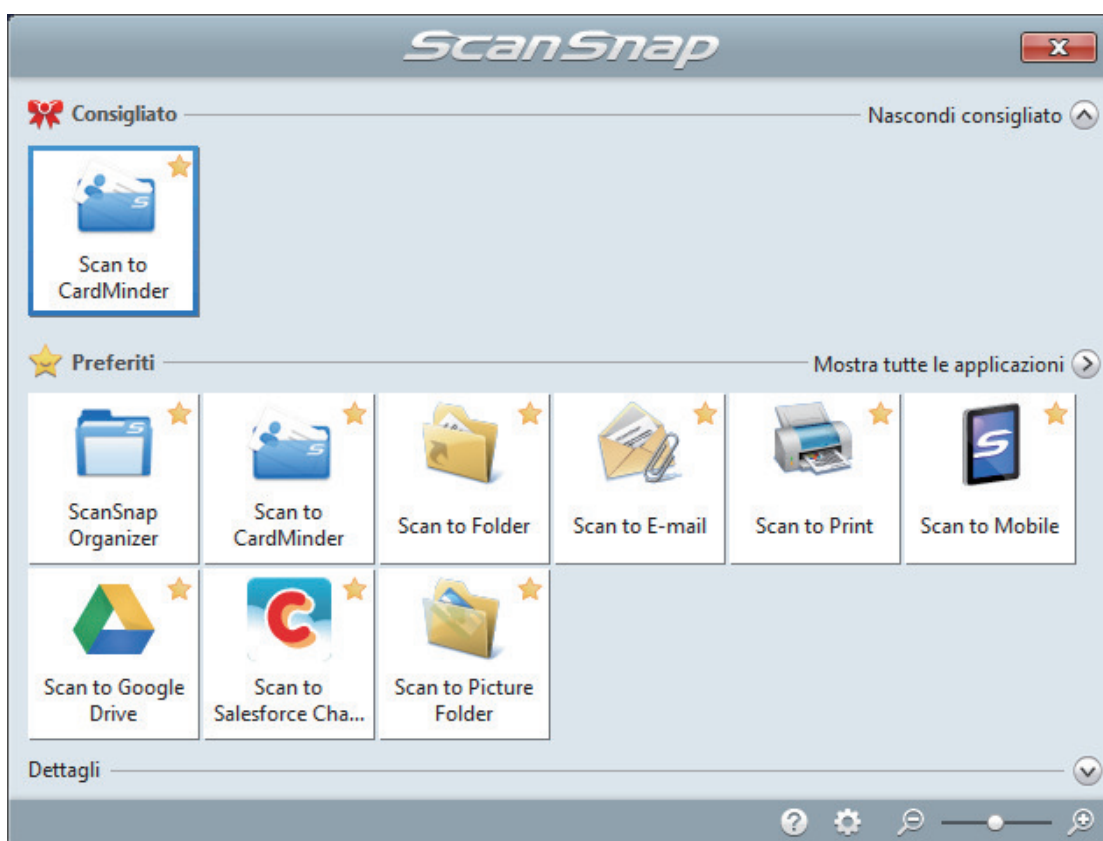 ScanSnap
Consigliato
Nascondi consigliato
Scan to
CardMinder
Preferiti
Mostra tutte le applicazioni
ScanSnap
Organizer
Scan to
CardMinder
Scan to Folder
Scan to E-mail
Scan to Print
Scan to Mobile
Scan to Google
Drive
Scan to
Salesforce Cha...
Scan to Picture
Folder
Dettagli